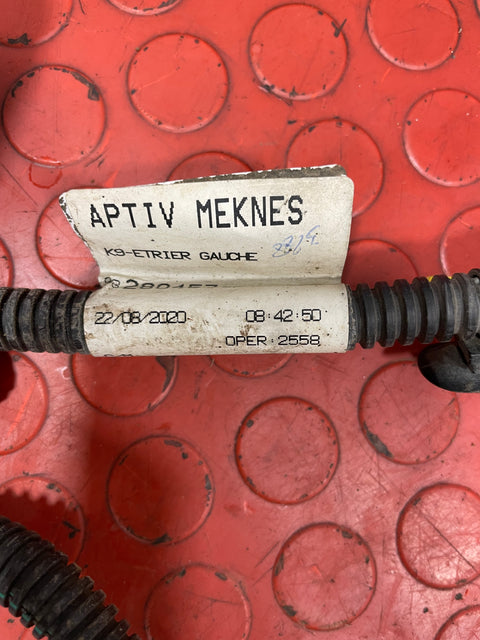 APTIV MEKNES
K9-ETRIER GAUCHE
22/08/2020 08:42:50
OPER:2558